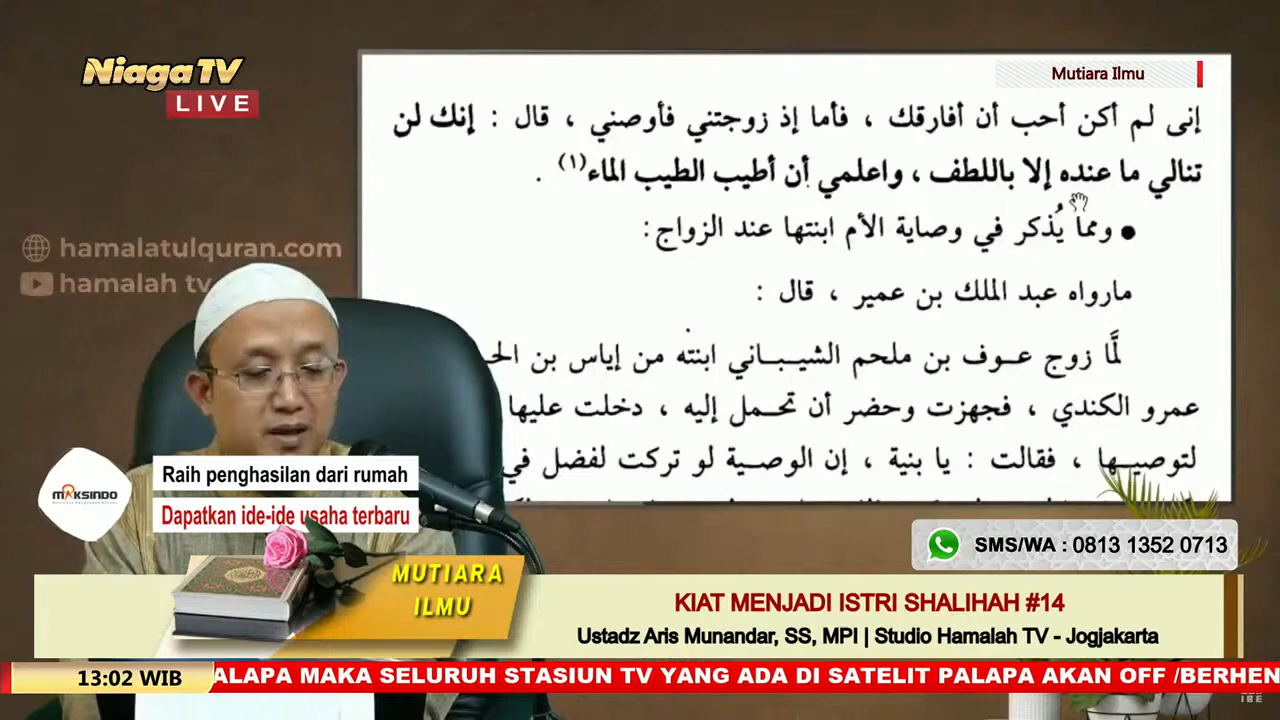 Niaga TV
LIVE
Mutiara Ilmu
إنى لم أكن أحب أن أفارقك ، فأما إذ زوجتني فأوصني ، قال : إنك لن
تنالي ما عنده إلا باللطف ، واعلمي أن أطيب الطيب الماء (١) .
● ومما يُذكر في وصاية الأم ابنتها عند الزواج :
مارواه عبد الملك بن عمير ، قال :
لمَّا زوج عوف بن ملحم الشيباني ابنته من إياس بن
عمرو الكندي ، فجهزت وحضر أن تحمل إليه ، دخلت عليها
لتوصيها ، فقالت : يا بنية ، إن الوصية لو تركت لفضل في
hamalatulquran.com
hamalah tv
MAKSINDO
Raih penghasilan dari rumah
Dapatkan ide-ide usaha terbaru
SMS/WA : 0813 1352 0713
MUTIARA
ILMU
KIAT MENJADI ISTRI SHALIHAH #14
Ustadz Aris Munandar, SS, MPI | Studio Hamalah TV - Jogjakarta
13:02 WIB
ALAPA MAKA SELURUH STASIUN TV YANG ADA DI SATELIT PALAPA AKAN OFF /BERHEN